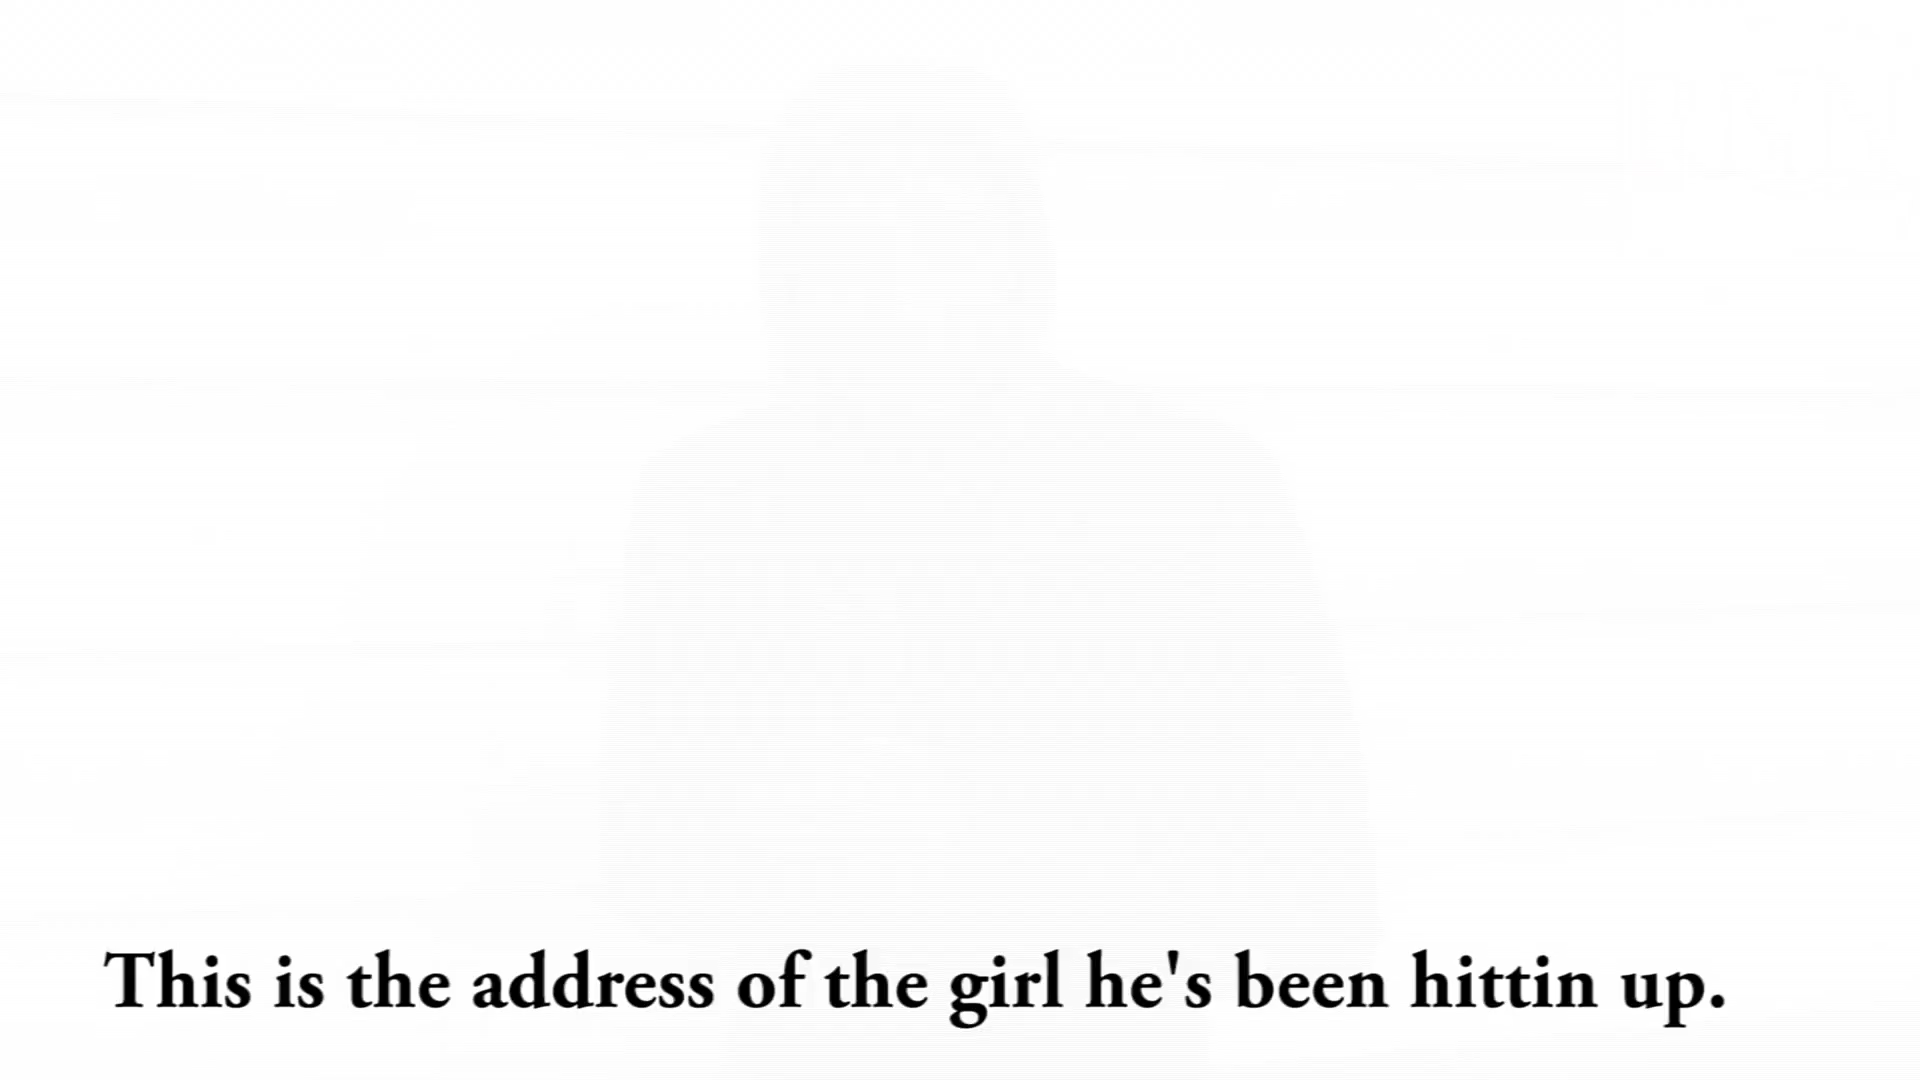 This is the address of the girl he's been hittin up.